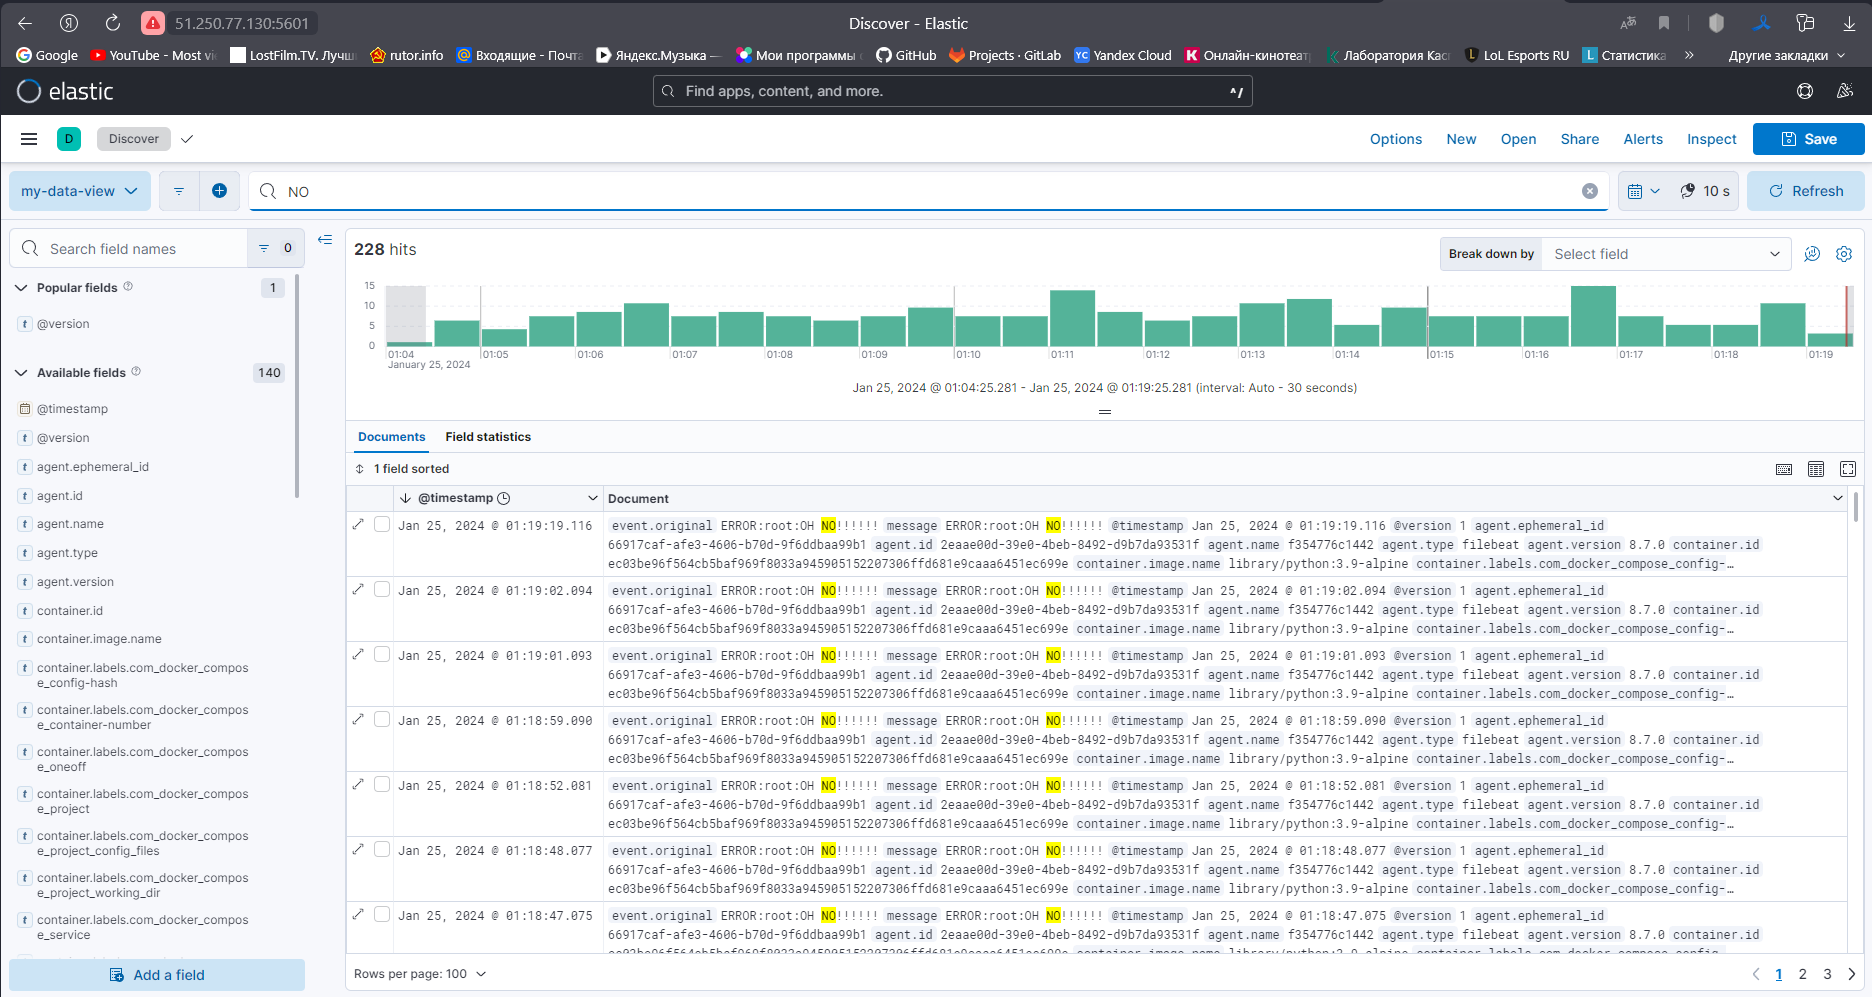 51.250.77.130:5601
Discover - Elastic
Google
YouTube - Most vi
LostFilm.TV. Лучш
rutor.info
Входящие - Почта
Яндекс.Музыка —
Мои программы
GitHub
Projects · GitLab
Yandex Cloud
Онлайн-кинотеат
Лаборатория Кас
LoL Esports RU
Статистика
»
Другие закладки
elastic
Find apps, content, and more.
^/
D
Discover
Options
New
Open
Share
Alerts
Inspect
Save
my-data-view
NO
10 s
Refresh
Search field names
0
Popular fields
1
@version
Available fields
140
@timestamp
@version
agent.ephemeral_id
agent.id
agent.name
agent.type
agent.version
container.id
container.image.name
container.labels.com_docker_compos
e_config-hash
container.labels.com_docker_compos
e_container-number
container.labels.com_docker_compos
e_oneoff
container.labels.com_docker_compos
e_project
container.labels.com_docker_compos
e_project_config_files
container.labels.com_docker_compos
e_project_working_dir
container.labels.com_docker_compos
e_service
Add a field
228 hits
Break down by
Select field
15
10
5
0
01:04
01:05
01:06
01:07
01:08
01:09
01:10
01:11
01:12
01:13
01:14
01:15
01:16
01:17
01:18
01:19
January 25, 2024
Jan 25, 2024 @ 01:04:25.281 - Jan 25, 2024 @ 01:19:25.281 (interval: Auto - 30 seconds)
Documents
Field statistics
1 field sorted
@timestamp
Document
Jan 25, 2024 @ 01:19:19.116
event.original ERROR:root:OH NO!!!!!! message ERROR:root:OH NO!!!!!! @timestamp Jan 25, 2024 @ 01:19:19.116 @version 1 agent.ephemeral_id
66917caf-afe3-4606-b70d-9f6ddbaa99b1 agent.id 2eaae00d-39e0-4beb-8492-d9b7da93531f agent.name f354776c1442 agent.type filebeat agent.version 8.7.0 container.id
ec03be96f564cb5baf969f8033a945905152207306ffd681e9caaa6451ec699e container.image.name library/python:3.9-alpine container.labels.com_docker_compose_config-…
Jan 25, 2024 @ 01:19:02.094
event.original ERROR:root:OH NO!!!!!! message ERROR:root:OH NO!!!!!! @timestamp Jan 25, 2024 @ 01:19:02.094 @version 1 agent.ephemeral_id
66917caf-afe3-4606-b70d-9f6ddbaa99b1 agent.id 2eaae00d-39e0-4beb-8492-d9b7da93531f agent.name f354776c1442 agent.type filebeat agent.version 8.7.0 container.id
ec03be96f564cb5baf969f8033a945905152207306ffd681e9caaa6451ec699e container.image.name library/python:3.9-alpine container.labels.com_docker_compose_config-…
Jan 25, 2024 @ 01:19:01.093
event.original ERROR:root:OH NO!!!!!! message ERROR:root:OH NO!!!!!! @timestamp Jan 25, 2024 @ 01:19:01.093 @version 1 agent.ephemeral_id
66917caf-afe3-4606-b70d-9f6ddbaa99b1 agent.id 2eaae00d-39e0-4beb-8492-d9b7da93531f agent.name f354776c1442 agent.type filebeat agent.version 8.7.0 container.id
ec03be96f564cb5baf969f8033a945905152207306ffd681e9caaa6451ec699e container.image.name library/python:3.9-alpine container.labels.com_docker_compose_config-…
Jan 25, 2024 @ 01:18:59.090
event.original ERROR:root:OH NO!!!!!! message ERROR:root:OH NO!!!!!! @timestamp Jan 25, 2024 @ 01:18:59.090 @version 1 agent.ephemeral_id
66917caf-afe3-4606-b70d-9f6ddbaa99b1 agent.id 2eaae00d-39e0-4beb-8492-d9b7da93531f agent.name f354776c1442 agent.type filebeat agent.version 8.7.0 container.id
ec03be96f564cb5baf969f8033a945905152207306ffd681e9caaa6451ec699e container.image.name library/python:3.9-alpine container.labels.com_docker_compose_config-…
Jan 25, 2024 @ 01:18:52.081
event.original ERROR:root:OH NO!!!!!! message ERROR:root:OH NO!!!!!! @timestamp Jan 25, 2024 @ 01:18:52.081 @version 1 agent.ephemeral_id
66917caf-afe3-4606-b70d-9f6ddbaa99b1 agent.id 2eaae00d-39e0-4beb-8492-d9b7da93531f agent.name f354776c1442 agent.type filebeat agent.version 8.7.0 container.id
ec03be96f564cb5baf969f8033a945905152207306ffd681e9caaa6451ec699e container.image.name library/python:3.9-alpine container.labels.com_docker_compose_config-…
Jan 25, 2024 @ 01:18:48.077
event.original ERROR:root:OH NO!!!!!! message ERROR:root:OH NO!!!!!! @timestamp Jan 25, 2024 @ 01:18:48.077 @version 1 agent.ephemeral_id
66917caf-afe3-4606-b70d-9f6ddbaa99b1 agent.id 2eaae00d-39e0-4beb-8492-d9b7da93531f agent.name f354776c1442 agent.type filebeat agent.version 8.7.0 container.id
ec03be96f564cb5baf969f8033a945905152207306ffd681e9caaa6451ec699e container.image.name library/python:3.9-alpine container.labels.com_docker_compose_config-…
Jan 25, 2024 @ 01:18:47.075
event.original ERROR:root:OH NO!!!!!! message ERROR:root:OH NO!!!!!! @timestamp Jan 25, 2024 @ 01:18:47.075 @version 1 agent.ephemeral_id
66917caf-afe3-4606-b70d-9f6ddbaa99b1 agent.id 2eaae00d-39e0-4beb-8492-d9b7da93531f agent.name f354776c1442 agent.type filebeat agent.version 8.7.0 container.id
Rows per page: 100
1
2
3